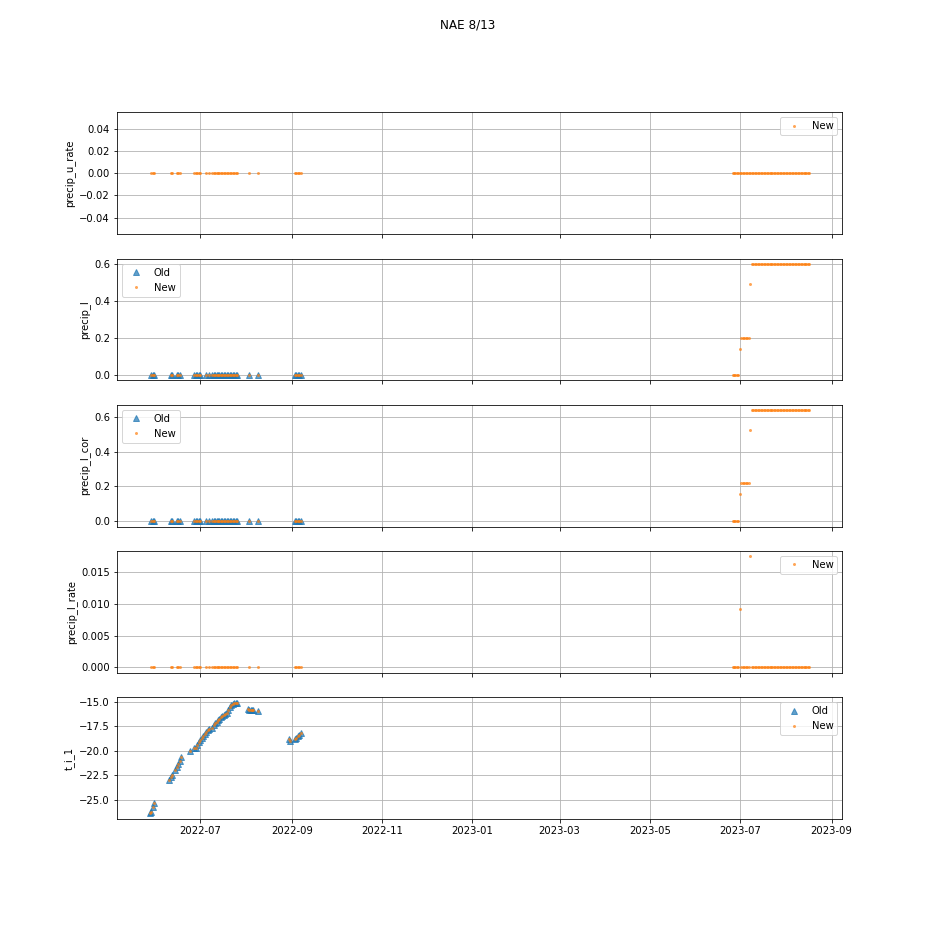 NAE 8/13
precip_u_rate
0.04
0.02
0.00
−0.02
−0.04
New
precip_l
0.6
0.4
0.2
0.0
Old
New
precip_l_cor
0.6
0.4
0.2
0.0
Old
New
precip_l_rate
0.015
0.010
0.005
0.000
New
t_i_1
−15.0
−17.5
−20.0
−22.5
−25.0
Old
New
2022-07 2022-09 2022-11 2023-01 2023-03 2023-05 2023-07 2023-09